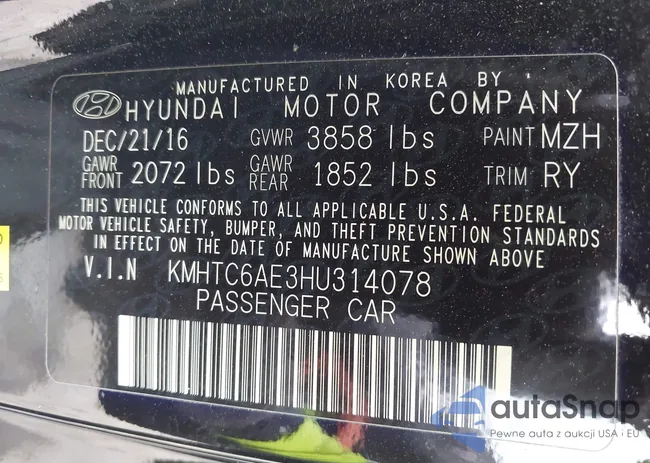 MANUFACTURED IN KOREA BY
HYUNDAI MOTOR COMPANY
DEC/21/16 GVWR 3858 lbs PAINT MZH
GAWR FRONT 2072 lbs GAWR REAR 1852 lbs TRIM RY
THIS VEHICLE CONFORMS TO ALL APPLICABLE U.S.A. FEDERAL
MOTOR VEHICLE SAFETY, BUMPER, AND THEFT PREVENTION STANDARDS
IN EFFECT ON THE DATE OF MANUFACTURE SHOWN ABOVE
V.I.N KMHTC6AE3HU314078
PASSENGER CAR
autaSnap
Pewne auta z aukcji USA i EU